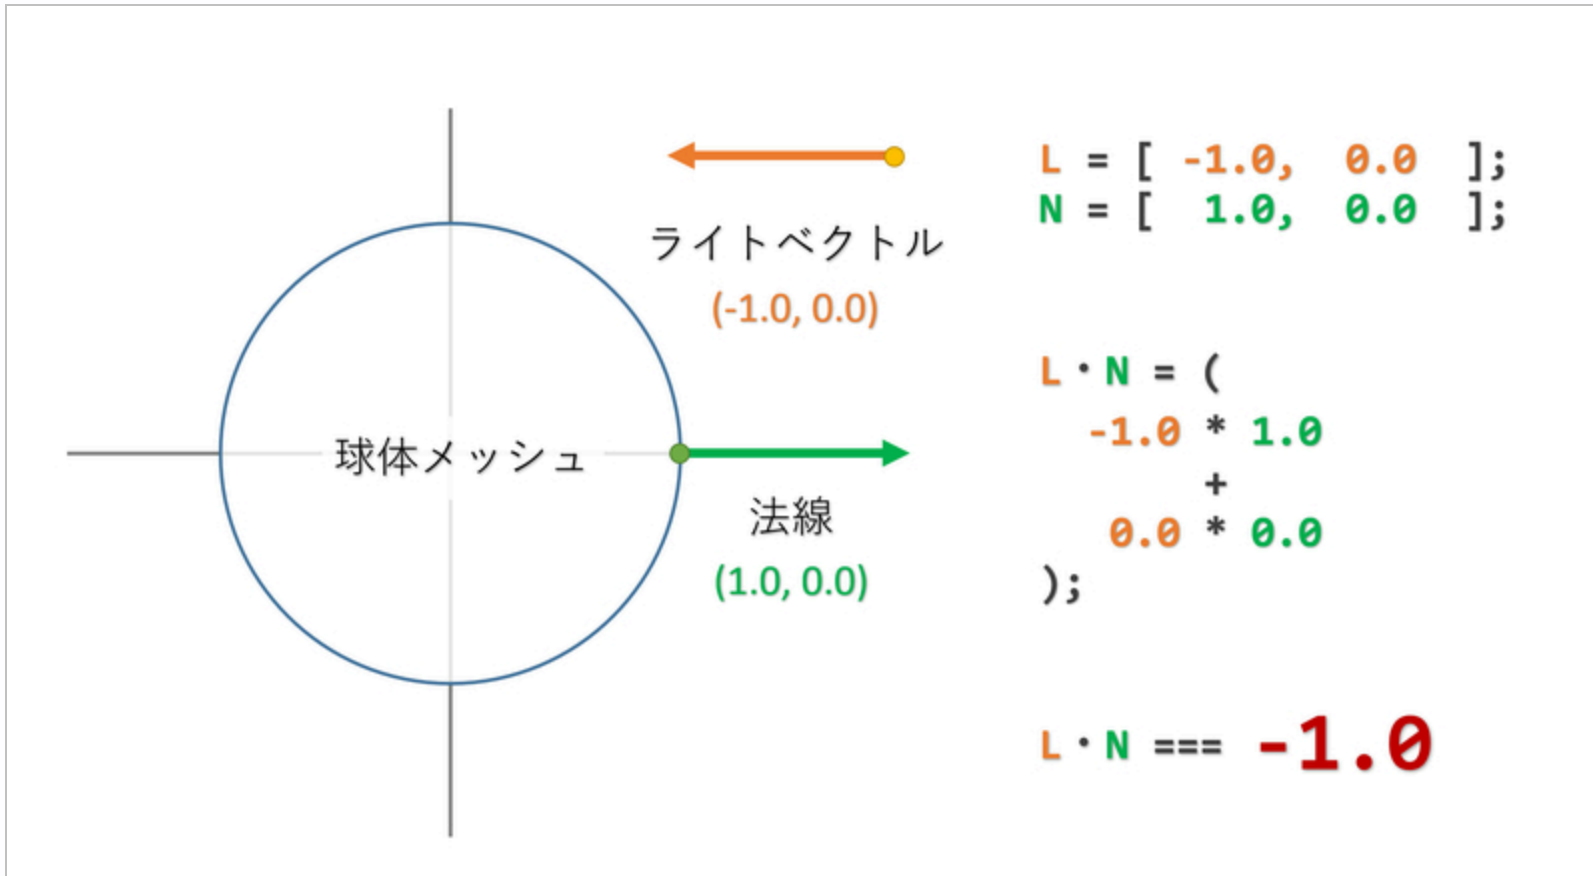 ライトベクトル
(-1.0, 0.0)
球体メッシュ
法線
(1.0, 0.0)
L = [ -1.0, 0.0 ];
N = [ 1.0, 0.0 ];
L・N = (
-1.0 * 1.0
+
0.0 * 0.0
);
L・N === -1.0